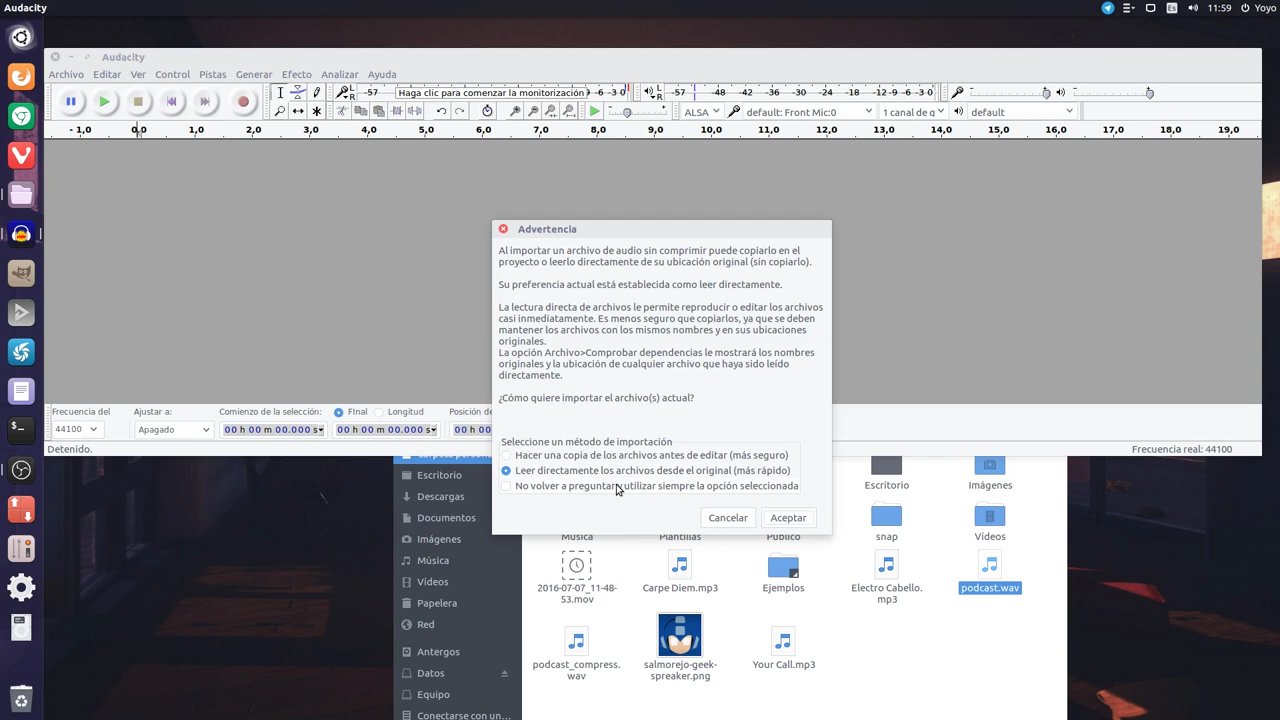 Audacity
Es
11:59
Yoyo
Audacity
Archivo Editar Ver Control Pistas Generar Efecto Analizar Ayuda
L
R
-57
Haga clic para comenzar la monitorización
-6 -3 0
L
R
-57 -48 -36 -24 -12 -9 -6 -3 0
ALSA
default: Front Mic:0
1 canal de g
default
- 1,0 0,0 1,0 2,0 3,0 4,0 5,0 6,0 7,0 8,0 9,0 10,0 11,0 12,0 13,0 14,0 15,0 16,0 17,0 18,0 19,0
Advertencia
Al importar un archivo de audio sin comprimir puede copiarlo en el
proyecto o leerlo directamente de su ubicación original (sin copiarlo).
Su preferencia actual está establecida como leer directamente.
La lectura directa de archivos le permite reproducir o editar los archivos
casi inmediatamente. Es menos seguro que copiarlos, ya que se deben
mantener los archivos con los mismos nombres y en sus ubicaciones
originales.
La opción Archivo>Comprobar dependencias le mostrará los nombres
originales y la ubicación de cualquier archivo que haya sido leído
directamente.
¿Cómo quiere importar el archivo(s) actual?
Seleccione un método de importación
Hacer una copia de los archivos antes de editar (más seguro)
Leer directamente los archivos desde el original (más rápido)
No volver a preguntar y utilizar siempre la opción seleccionada
Cancelar
Aceptar
Frecuencia del
Ajustar a:
Comienzo de la selección:
FInal
Longitud
Posición de
44100
Apagado
00 h 00 m 00.000 s
00 h 00 m 00.000 s
00 h 0
Detenido.
Frecuencia real: 44100
Escritorio
Descargas
Documentos
Imágenes
Música
Vídeos
Papelera
Red
Antergos
Datos
Equipo
Conectarse con un...
Escritorio
Imágenes
Música
Plantillas
Público
snap
Vídeos
2016-07-07_11-48-
53.mov
Carpe Diem.mp3
Ejemplos
Electro Cabello.
mp3
podcast.wav
podcast_compress.
wav
salmorejo-geek-
spreaker.png
Your Call.mp3